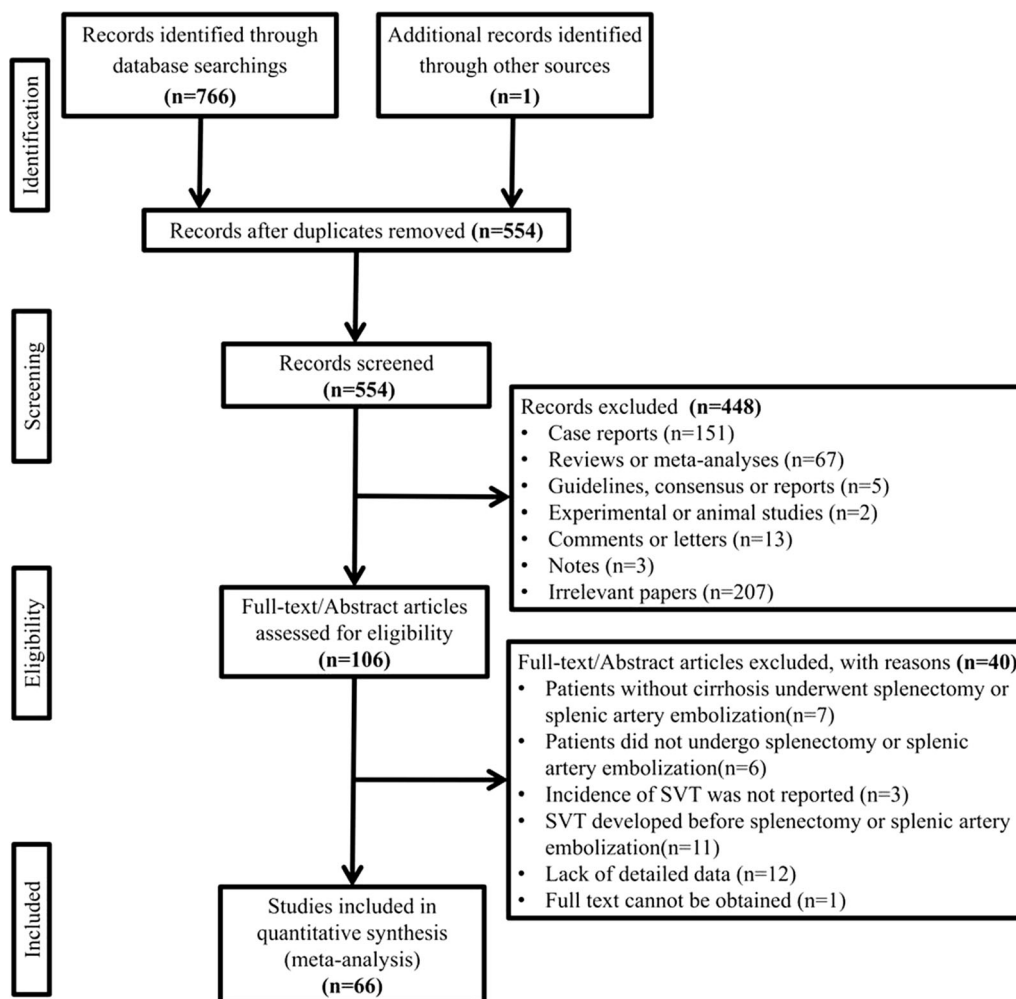 Identification
Records identified through
database searchings
(n=766)
Additional records identified
through other sources
(n=1)
Records after duplicates removed (n=554)
Screening
Records screened
(n=554)
Records excluded (n=448)
• Case reports (n=151)
• Reviews or meta-analyses (n=67)
• Guidelines, consensus or reports (n=5)
• Experimental or animal studies (n=2)
• Comments or letters (n=13)
• Notes (n=3)
• Irrelevant papers (n=207)
Eligibility
Full-text/Abstract articles
assessed for eligibility
(n=106)
Full-text/Abstract articles excluded, with reasons (n=40)
• Patients without cirrhosis underwent splenectomy or
splenic artery embolization(n=7)
• Patients did not undergo splenectomy or splenic
artery embolization(n=6)
• Incidence of SVT was not reported (n=3)
• SVT developed before splenectomy or splenic artery
embolization(n=11)
• Lack of detailed data (n=12)
• Full text cannot be obtained (n=1)
Included
Studies included in
quantitative synthesis
(meta-analysis)
(n=66)